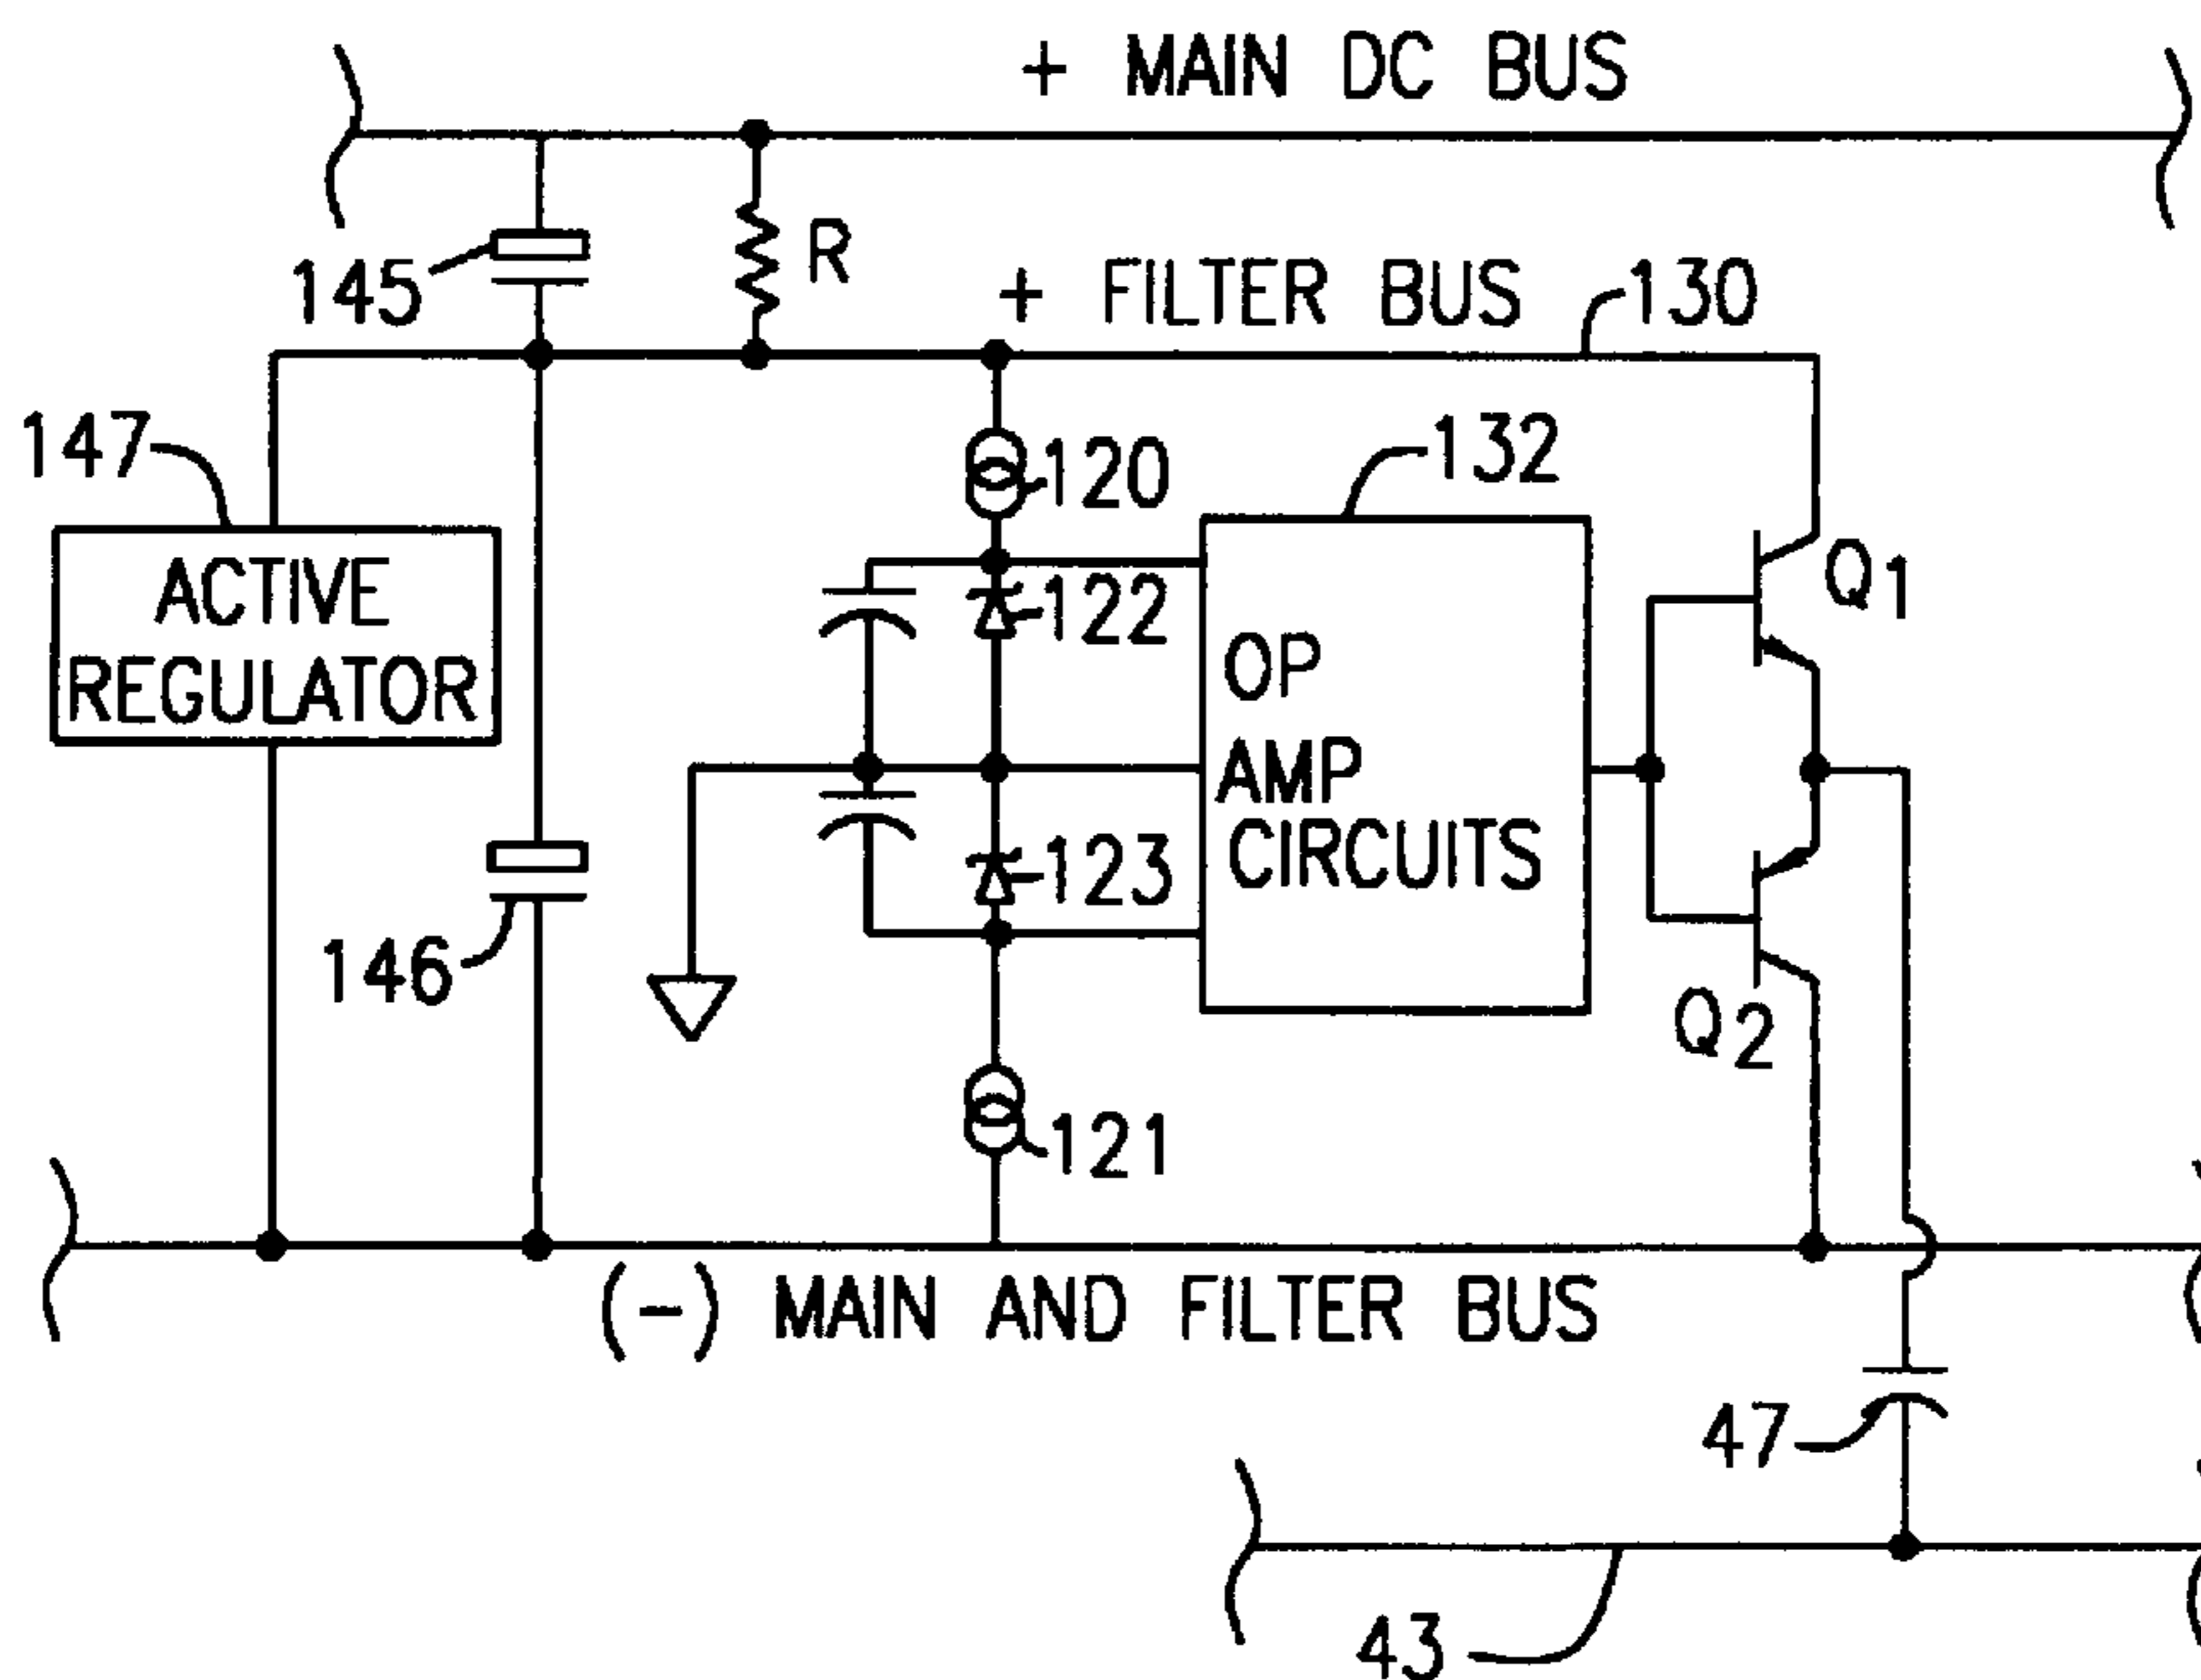 + MAIN DC BUS
145
R
+ FILTER BUS
130
147
120
132
ACTIVE
REGULATOR
122
Q1
OP
AMP
CIRCUITS
123
146
Q2
121
(-) MAIN AND FILTER BUS
47
43